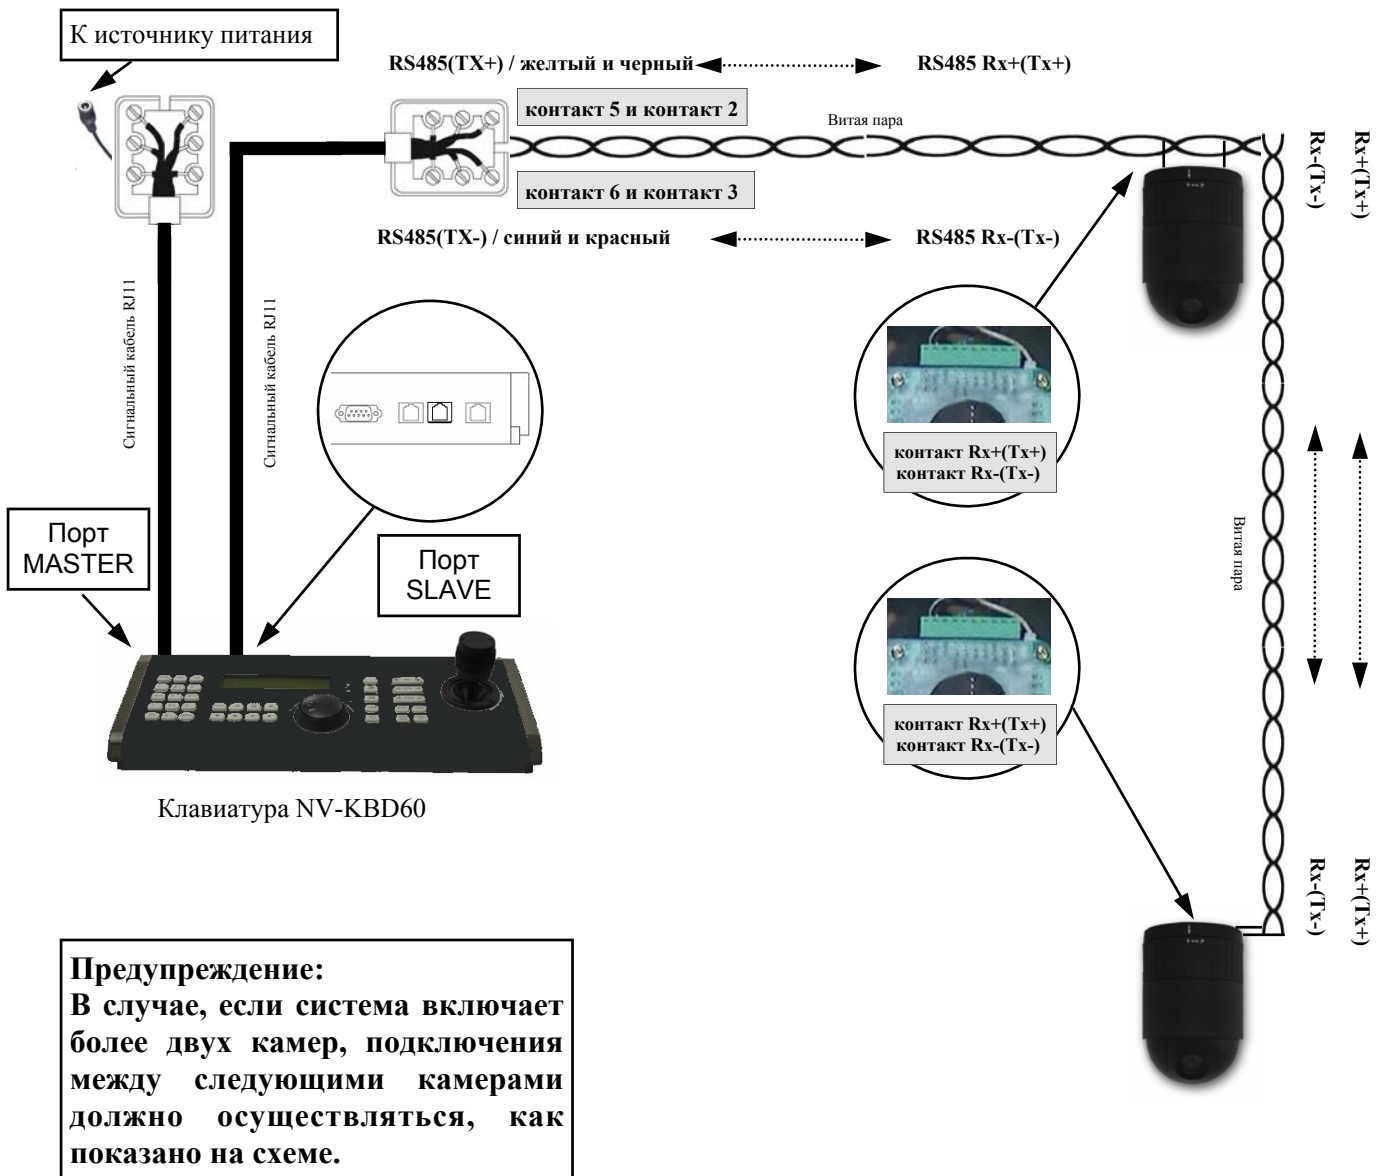 К источнику питания
RS485(TX+) / желтый и черный
RS485 Rx+(Tx+)
контакт 5 и контакт 2
Витая пара
контакт 6 и контакт 3
RS485(TX-) / синий и красный
RS485 Rx-(Tx-)
Rx-(Tx-)
Rx+(Tx+)
Сигнальный кабель RJ11
Сигнальный кабель RJ11
контакт Rx+(Tx+)
контакт Rx-(Tx-)
Порт
MASTER
Порт
SLAVE
Витая пара
контакт Rx+(Tx+)
контакт Rx-(Tx-)
Клавиатура NV-KBD60
Rx-(Tx-)
Rx+(Tx+)
Предупреждение:
В случае, если система включает
более двух камер, подключения
между следующими камерами
должно осуществляться, как
показано на схеме.